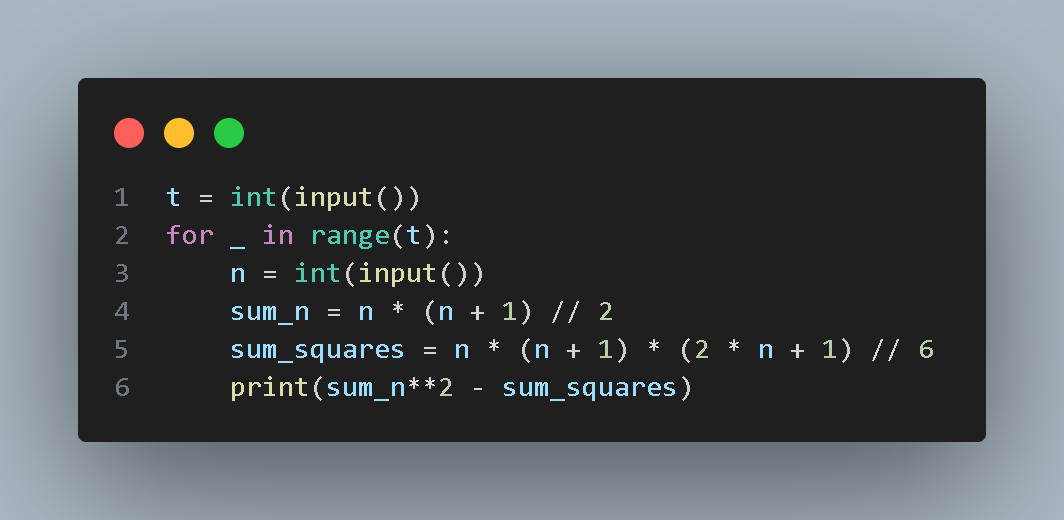 1 t = int(input())
2 for _ in range(t):
3     n = int(input())
4     sum_n = n * (n + 1) // 2
5     sum_squares = n * (n + 1) * (2 * n + 1) // 6
6     print(sum_n**2 - sum_squares)